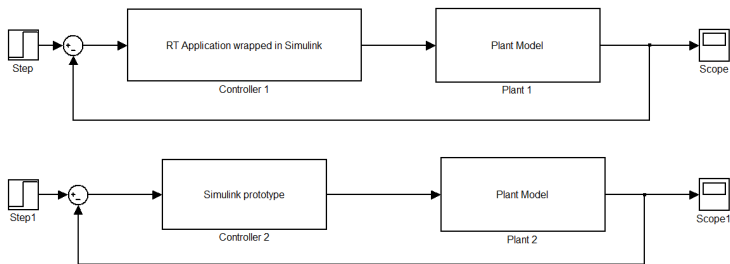 RT Application wrapped in Simulink
Plant Model
Step
Scope
Controller 1
Plant 1
Simulink prototype
Plant Model
Step1
Scope1
Controller 2
Plant 2